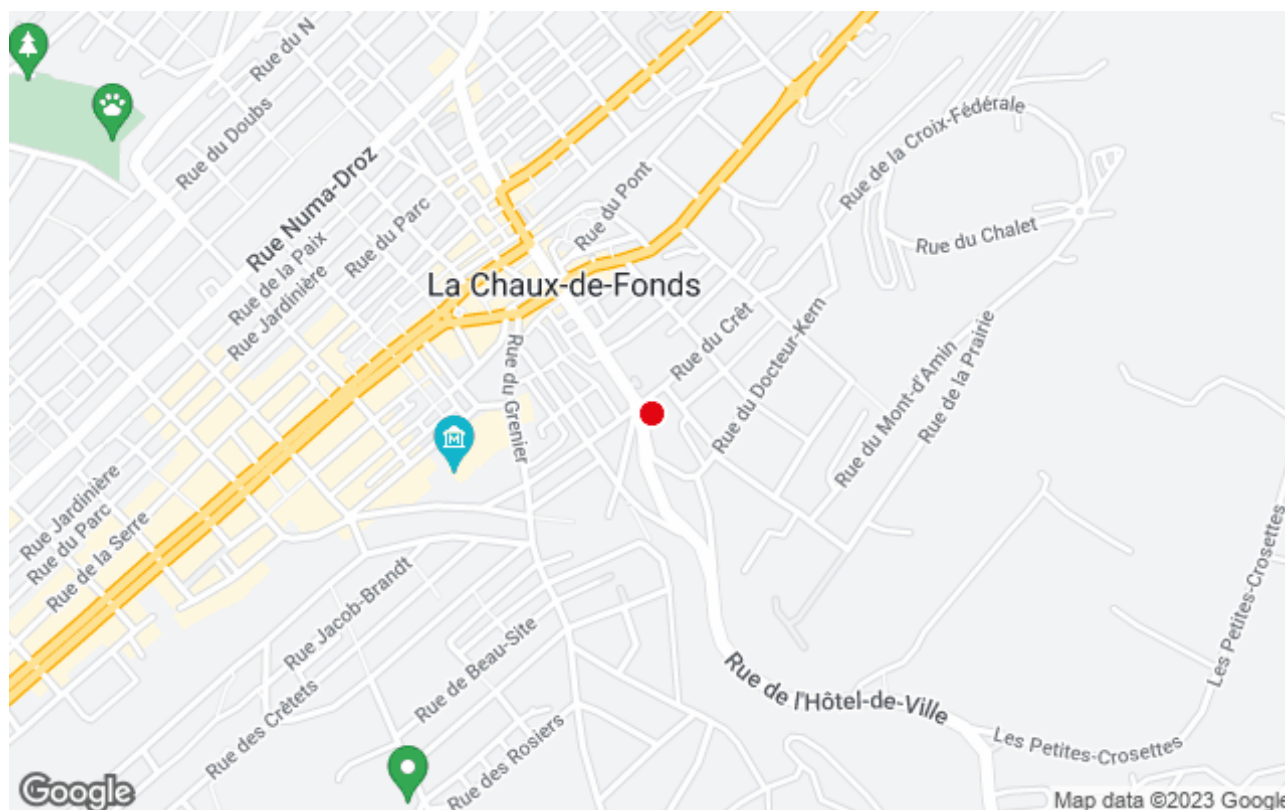 Rue du N
Rue du Doubs
Rue de la Croix-Fédérale
Rue Numa-Droz
Rue du Pont
Rue du Parc
Rue du Chalet
Rue de la Paix
La Chaux-de-Fonds
Rue Jardinière
Rue du Crêt
Rue du Docteur-Kern
Rue du Grenier
Rue du Mont-d'Amin
Rue de la Prairie
M
Rue Jardinière
Rue du Parc
Rue de la Serre
Rue Jacob-Brandt
Les Petites-Crosettes
Rue de Beau-Site
Rue des Crêtets
Rue de l'Hôtel-de-Ville
Rue des Rosiers
Les Petites-Crosettes
Google
Map data ©2023 Google